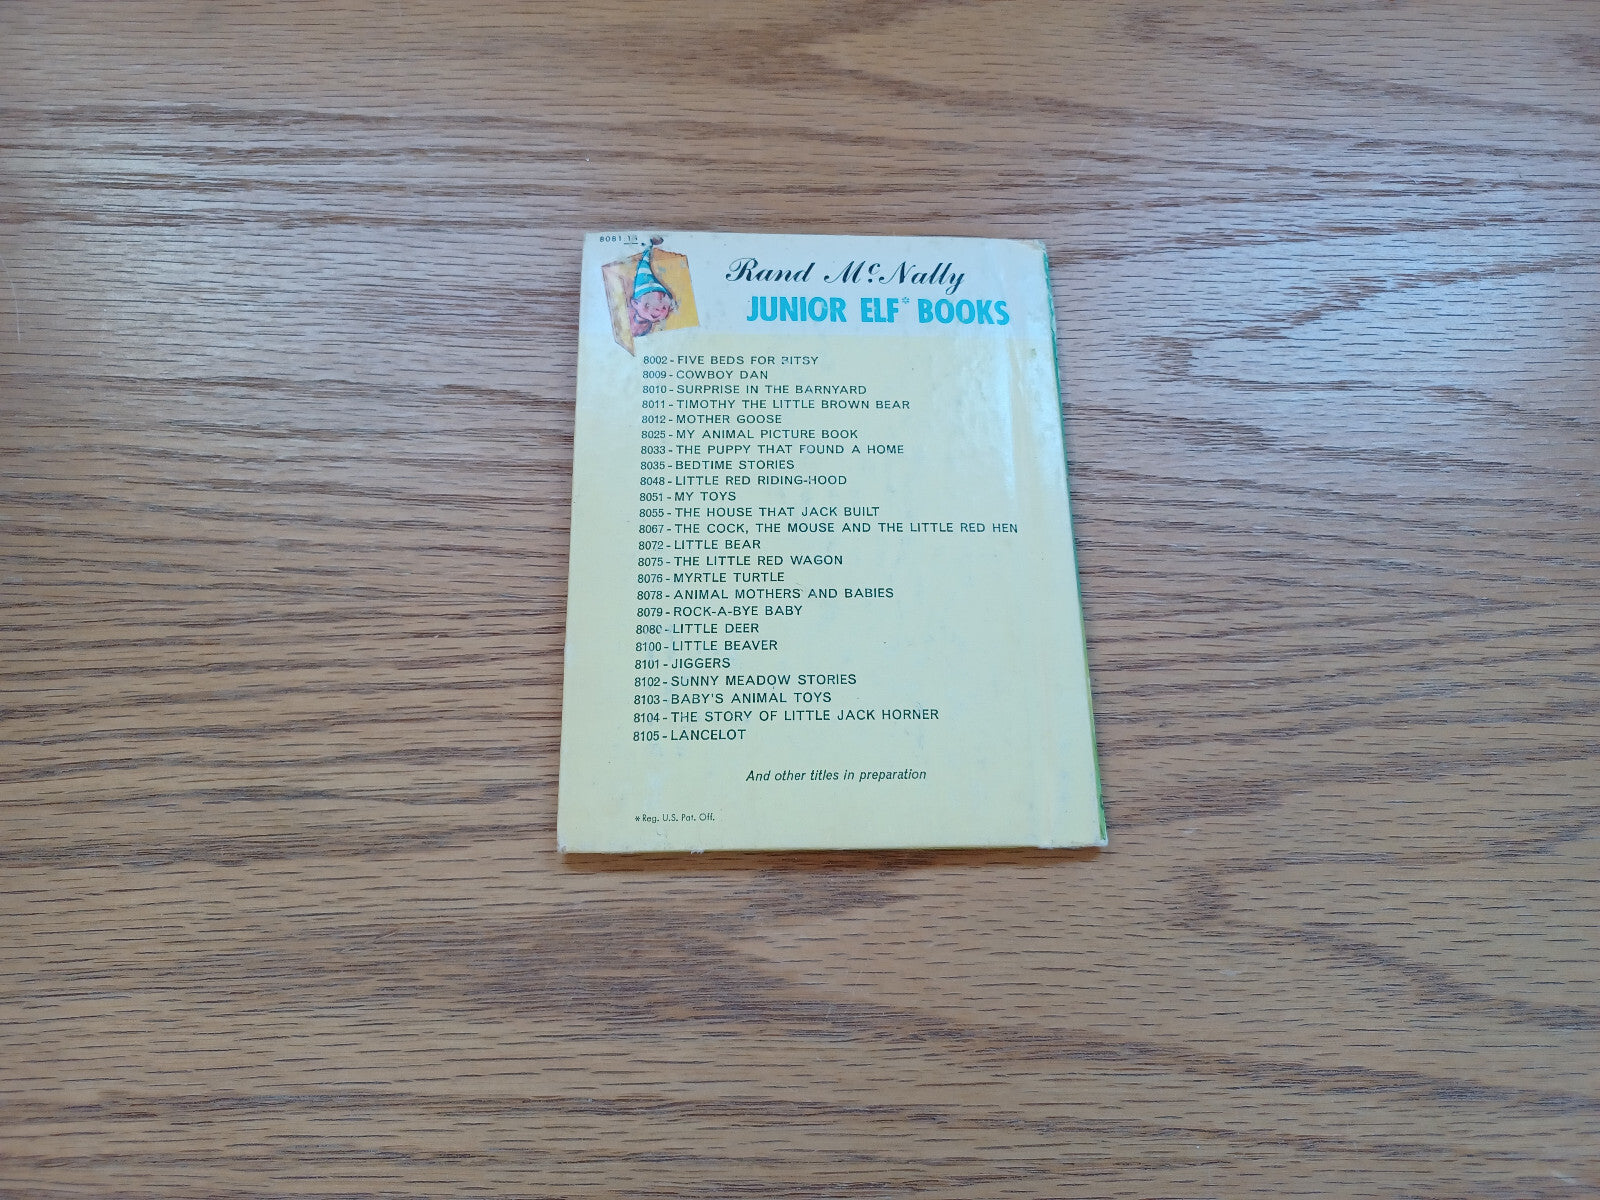 8081:15
Rand McNally
JUNIOR ELF* BOOKS
8002 - FIVE BEDS FOR BITSY
8009 - COWBOY DAN
8010 - SURPRISE IN THE BARNYARD
8011 - TIMOTHY THE LITTLE BROWN BEAR
8012 - MOTHER GOOSE
8025 - MY ANIMAL PICTURE BOOK
8033 - THE PUPPY THAT FOUND A HOME
8035 - BEDTIME STORIES
8048 - LITTLE RED RIDING-HOOD
8051 - MY TOYS
8055 - THE HOUSE THAT JACK BUILT
8067 - THE COCK, THE MOUSE AND THE LITTLE RED HEN
8072 - LITTLE BEAR
8075 - THE LITTLE RED WAGON
8076 - MYRTLE TURTLE
8078 - ANIMAL MOTHERS AND BABIES
8079 - ROCK-A-BYE BABY
8080 - LITTLE DEER
8100 - LITTLE BEAVER
8101 - JIGGERS
8102 - SUNNY MEADOW STORIES
8103 - BABY'S ANIMAL TOYS
8104 - THE STORY OF LITTLE JACK HORNER
8105 - LANCELOT
And other titles in preparation
* Reg. U.S. Pat. Off.